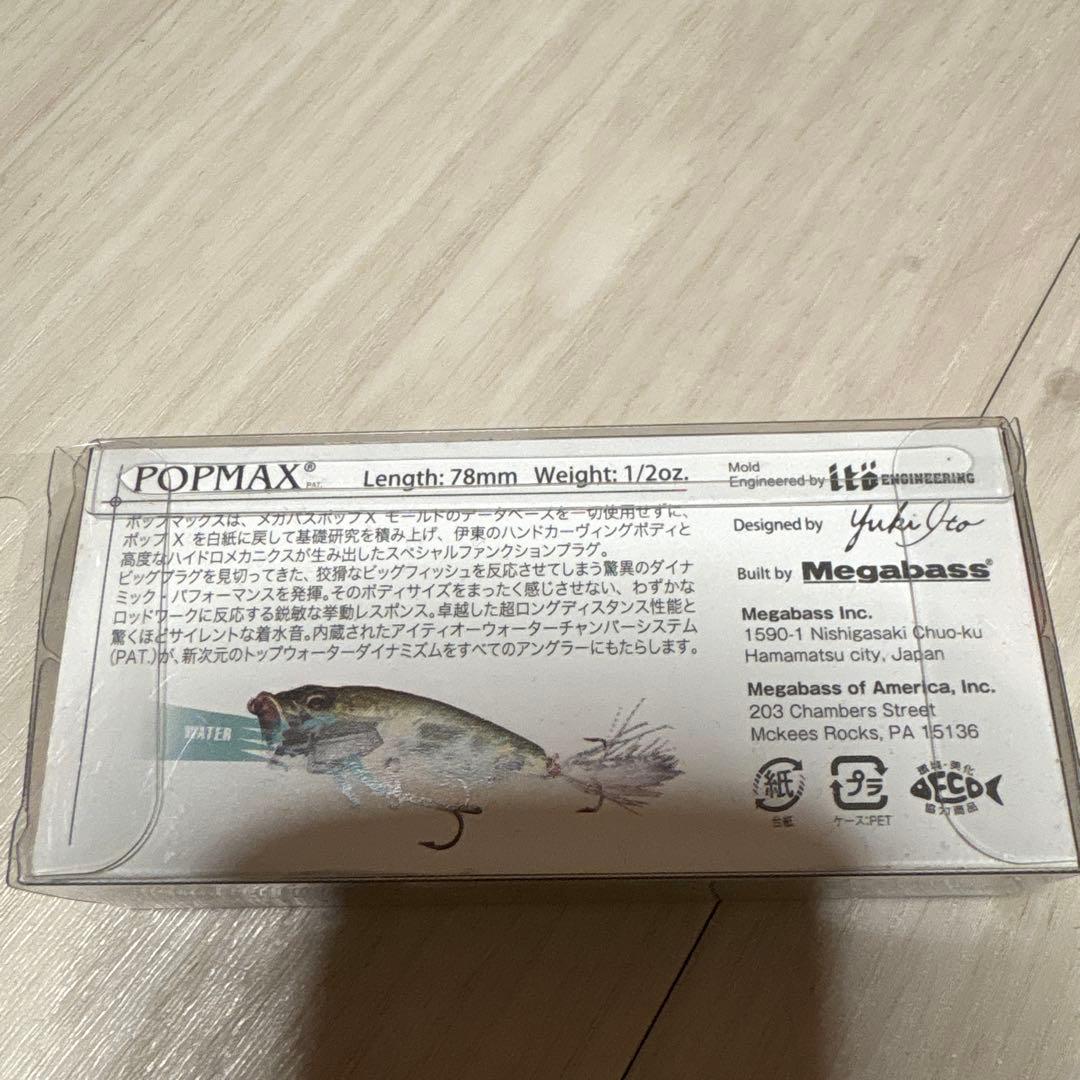 POPMAX® PAT. Length: 78mm Weight: 1/2oz.
Mold
Engineered by Itö ENGINEERING
ポップマックスは、メガバスポップX モールドのデータベースを一切使用せずに、
ポップ X を白紙に戻して基礎研究を積み上げ、伊東のハンドカーヴィングボディと
高度なハイドロメカニクスが生み出したスペシャルファンクションプラグ。
ビッグプラグを見切ってきた、狡猾なビッグフィッシュを反応させてしまう驚異のダイナ
ミック・パフォーマンスを発揮。そのボディサイズをまったく感じさせない、わずかな
ロッドワークに反応する鋭敏な挙動レスポンス。卓越した超ロングディスタンス性能と
驚くほどサイレントな着水音。内蔵されたアイティオーウォーターチャンバーシステム
(PAT.)が、新次元のトップウォーターダイナミズムをすべてのアングラーにもたらします。
WATER
Designed by Yuki Ito
Built by Megabass®
Megabass Inc.
1590-1 Nishigasaki Chuo-ku
Hamamatsu city, Japan
Megabass of America, Inc.
203 Chambers Street
Mckees Rocks, PA 15136
紙
台紙
プラ
ケース:PET
環境・美化
ECO
協力商品